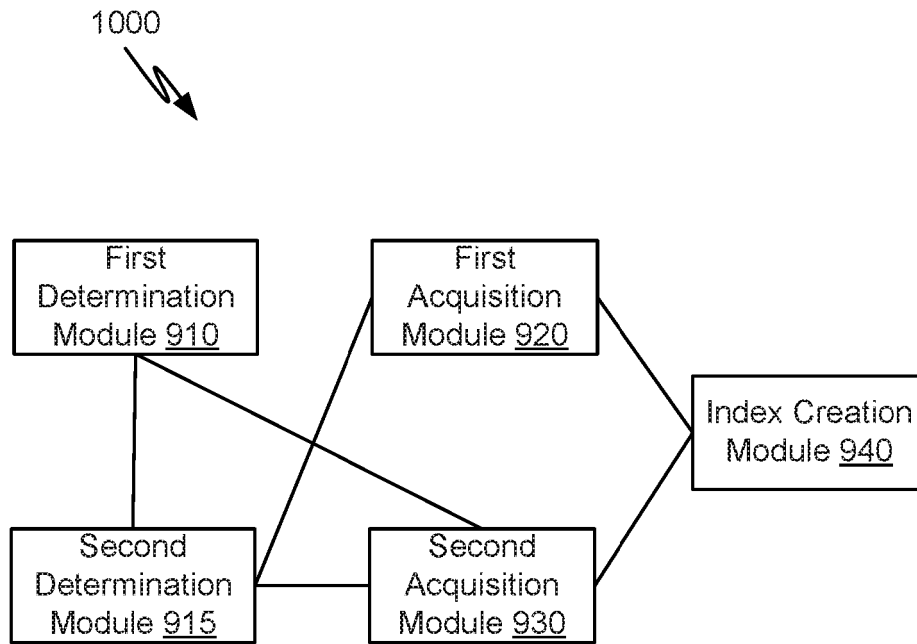 1000
First
Determination
Module 910
First
Acquisition
Module 920
Index Creation
Module 940
Second
Determination
Module 915
Second
Acquisition
Module 930